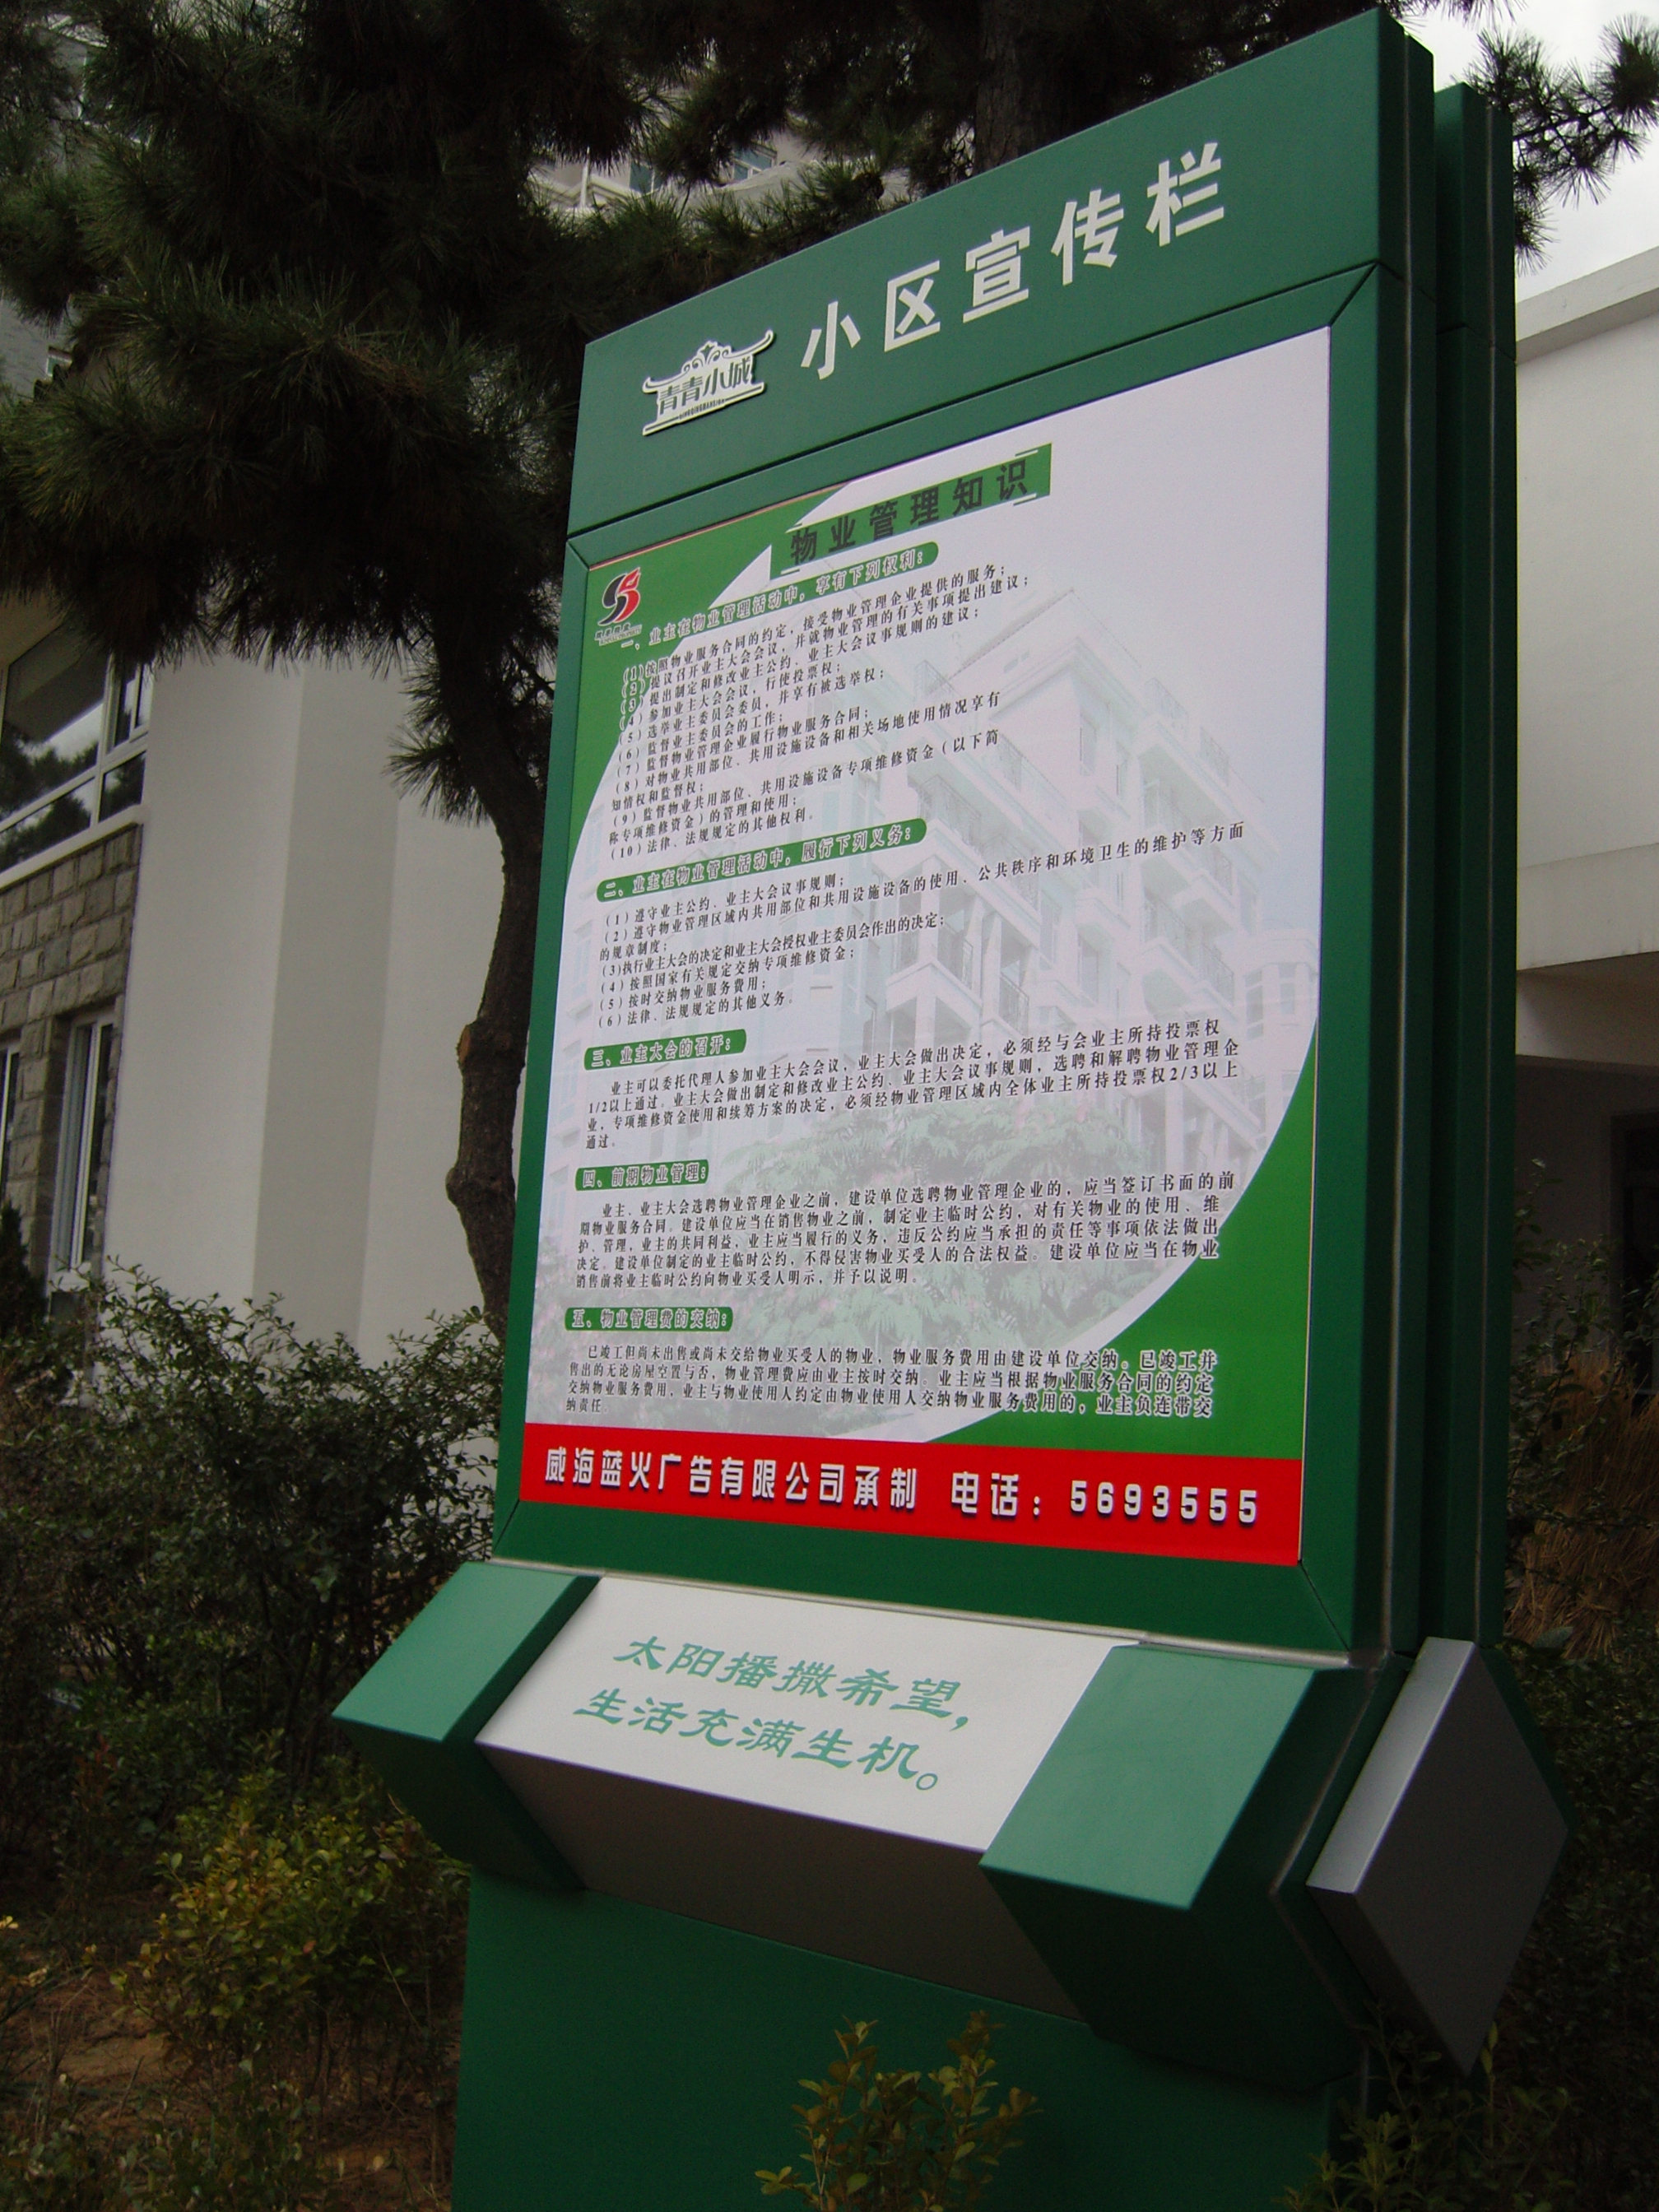 青青小城 小区宣传栏
物业管理知识
一、业主在物业管理活动中，享有下列权利：
(1)按照物业服务合同的约定，接受物业管理企业提供的服务；
(2)提议召开业主大会会议，并就物业管理的有关事项提出建议；
(3)提出制定和修改业主公约、业主大会议事规则的建议；
(4)参加业主大会会议，行使投票权；
(5)选举业主委员会委员，并享有被选举权；
(6)监督业主委员会的工作；
(7)监督物业管理企业履行物业服务合同；
(8)对物业共用部位、共用设施设备和相关场地使用情况享有
知情权和监督权；
(9)监督物业共用部位、共用设施设备专项维修资金（以下简
称专项维修资金）的管理和使用；
(10)法律、法规规定的其他权利。
二、业主在物业管理活动中，履行下列义务：
(1)遵守业主公约、业主大会议事规则；
(2)遵守物业管理区域内共用部位和共用设施设备的使用、公共秩序和环境卫生的维护等方面
的规章制度；
(3)执行业主大会的决定和业主大会授权业主委员会作出的决定；
(4)按照国家有关规定交纳专项维修资金；
(5)按时交纳物业服务费用；
(6)法律、法规规定的其他义务。
三、业主大会的召开：
业主可以委托代理人参加业主大会会议，业主大会做出决定，必须经与会业主所持投票权
1/2以上通过。业主大会做出制定和修改业主公约、业主大会议事规则，选聘和解聘物业管理企
业，专项维修资金使用和续筹方案的决定，必须经物业管理区域内全体业主所持投票权2/3以上
通过。
四、前期物业管理：
业主、业主大会选聘物业管理企业之前，建设单位选聘物业管理企业的，应当签订书面的前
期物业服务合同。建设单位应当在销售物业之前，制定业主临时公约，对有关物业的使用、维
护、管理，业主的共同利益，业主应当履行的义务，违反公约应当承担的责任等事项依法做出
决定。建设单位制定的业主临时公约，不得侵害物业买受人的合法权益。建设单位应当在物业
销售前将业主临时公约向物业买受人明示，并予以说明。
五、物业管理费的交纳：
已竣工但尚未出售或尚未交给物业买受人的物业，物业服务费用由建设单位交纳。已竣工并
售出的无论房屋空置与否，物业管理费应由业主按时交纳。业主应当根据物业服务合同的约定
交纳物业服务费用，业主与物业使用人约定由物业使用人交纳物业服务费用的，业主负连带交
纳责任。
威海蓝火广告有限公司承制 电话：5693555
太阳播撒希望，
生活充满生机。